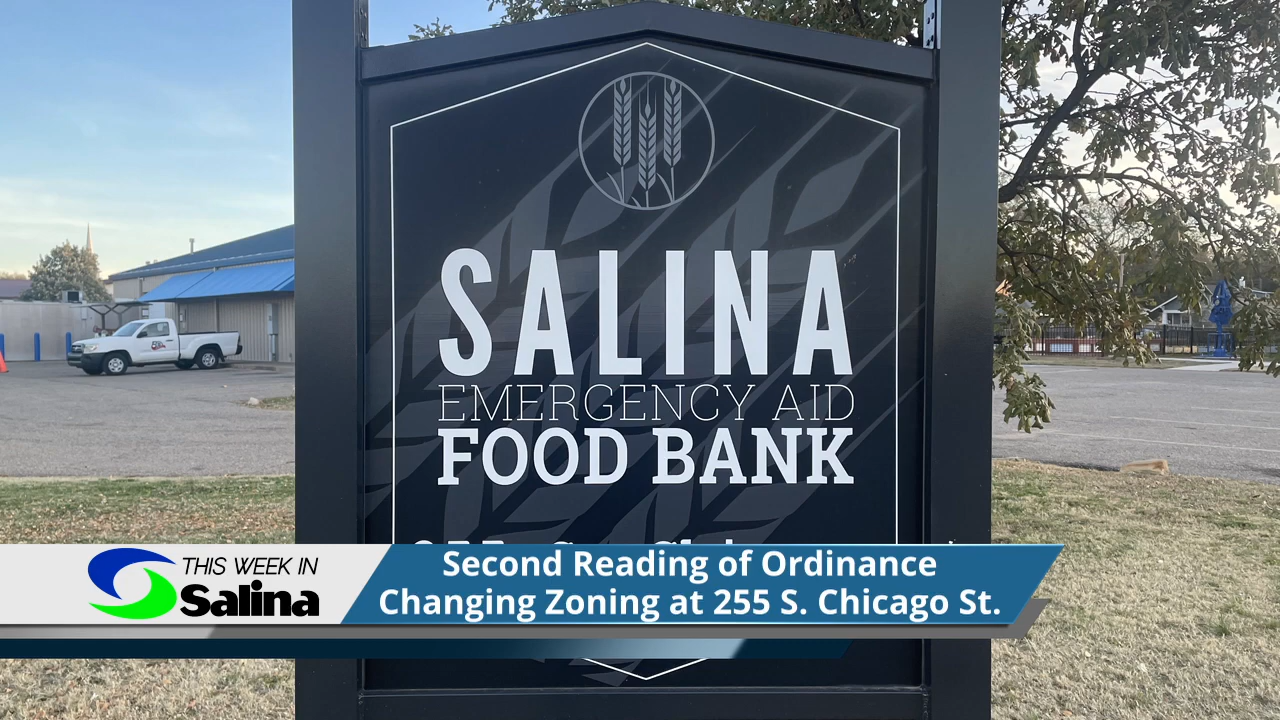 SALINA
EMERGENCY AID
FOOD BANK
THIS WEEK IN
Salina
Second Reading of Ordinance
Changing Zoning at 255 S. Chicago St.